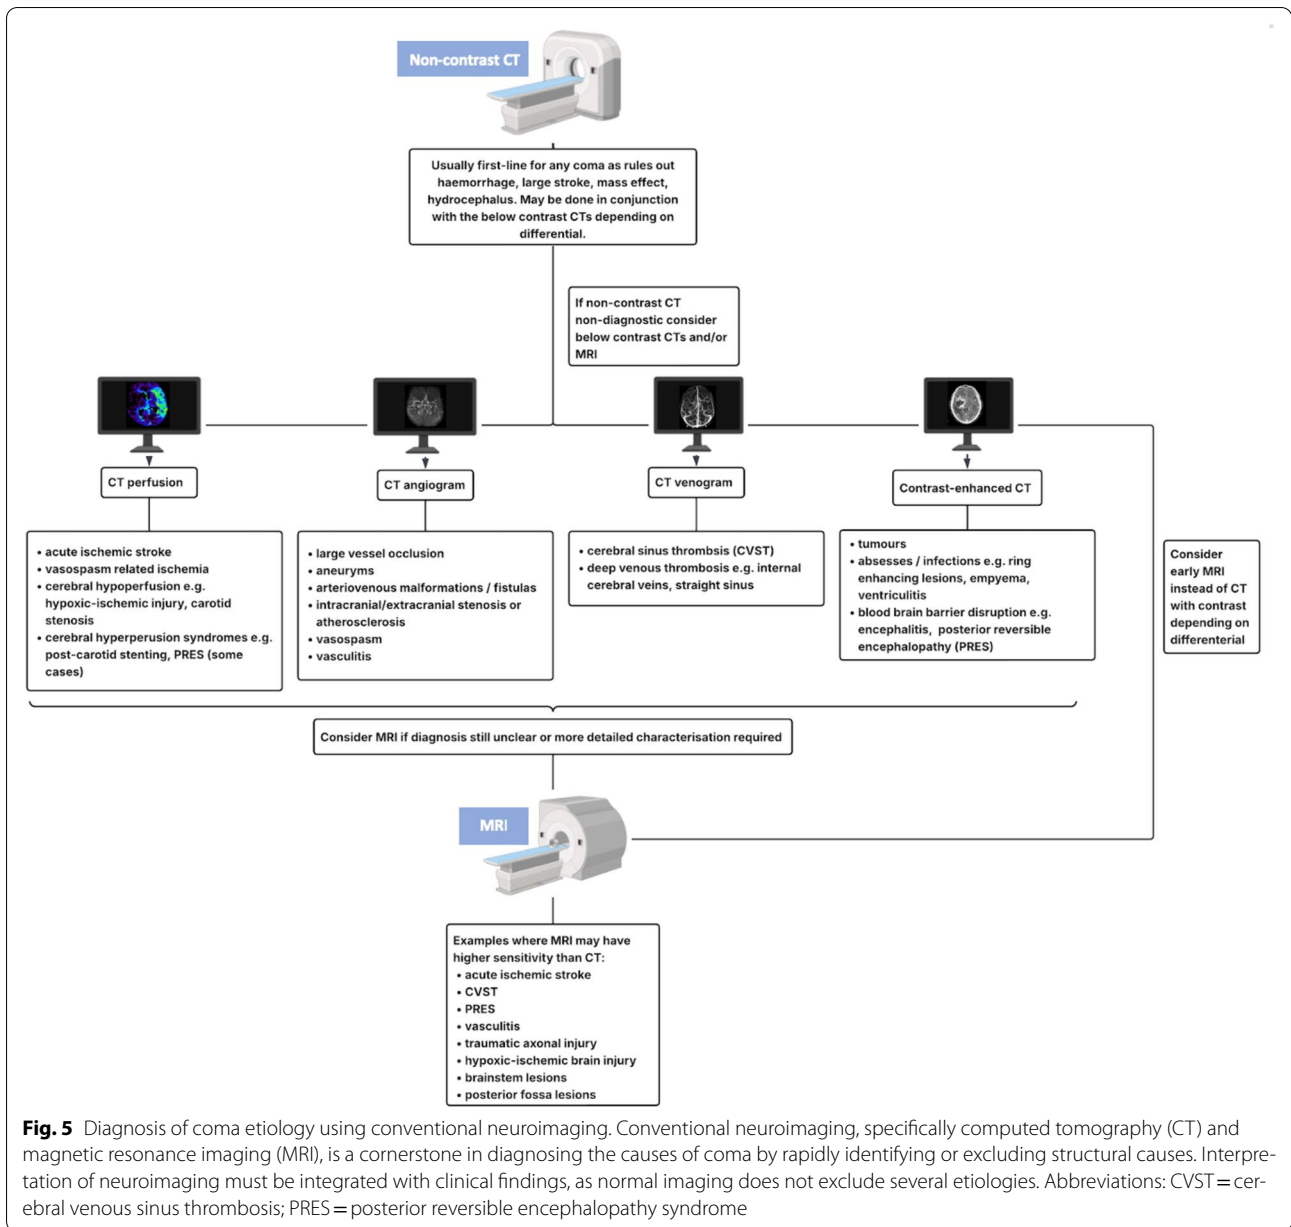 Non-contrast CT
Usually first-line for any coma as rules out
haemorrhage, large stroke, mass effect,
hydrocephalus. May be done in conjunction
with the below contrast CTs depending on
differential.
If non-contrast CT
non-diagnostic consider
below contrast CTs and/or
MRI
CT perfusion
• acute ischemic stroke
• vasospasm related ischemia
• cerebral hypoperfusion e.g.
hypoxic-ischemic injury, carotid
stenosis
• cerebral hyperperusion syndromes e.g.
post-carotid stenting, PRES (some
cases)
CT angiogram
• large vessel occlusion
• aneuryms
• arteriovenous malformations / fistulas
• intracranial/extracranial stenosis or
atherosclerosis
• vasospasm
• vasculitis
CT venogram
• cerebral sinus thrombsis (CVST)
• deep venous thrombosis e.g. internal
cerebral veins, straight sinus
Contrast-enhanced CT
• tumours
• absesses / infections e.g. ring
enhancing lesions, empyema,
ventriculitis
• blood brain barrier disruption e.g.
encephalitis, posterior reversible
encephalopathy (PRES)
Consider
early MRI
instead of CT
with contrast
depending on
differenterial
Consider MRI if diagnosis still unclear or more detailed characterisation required
MRI
Examples where MRI may have
higher sensitivity than CT:
• acute ischemic stroke
• CVST
• PRES
• vasculitis
• traumatic axonal injury
• hypoxic-ischemic brain injury
• brainstem lesions
• posterior fossa lesions
Fig. 5 Diagnosis of coma etiology using conventional neuroimaging. Conventional neuroimaging, specifically computed tomography (CT) and
magnetic resonance imaging (MRI), is a cornerstone in diagnosing the causes of coma by rapidly identifying or excluding structural causes. Interpre-
tation of neuroimaging must be integrated with clinical findings, as normal imaging does not exclude several etiologies. Abbreviations: CVST = cer-
ebral venous sinus thrombosis; PRES = posterior reversible encephalopathy syndrome